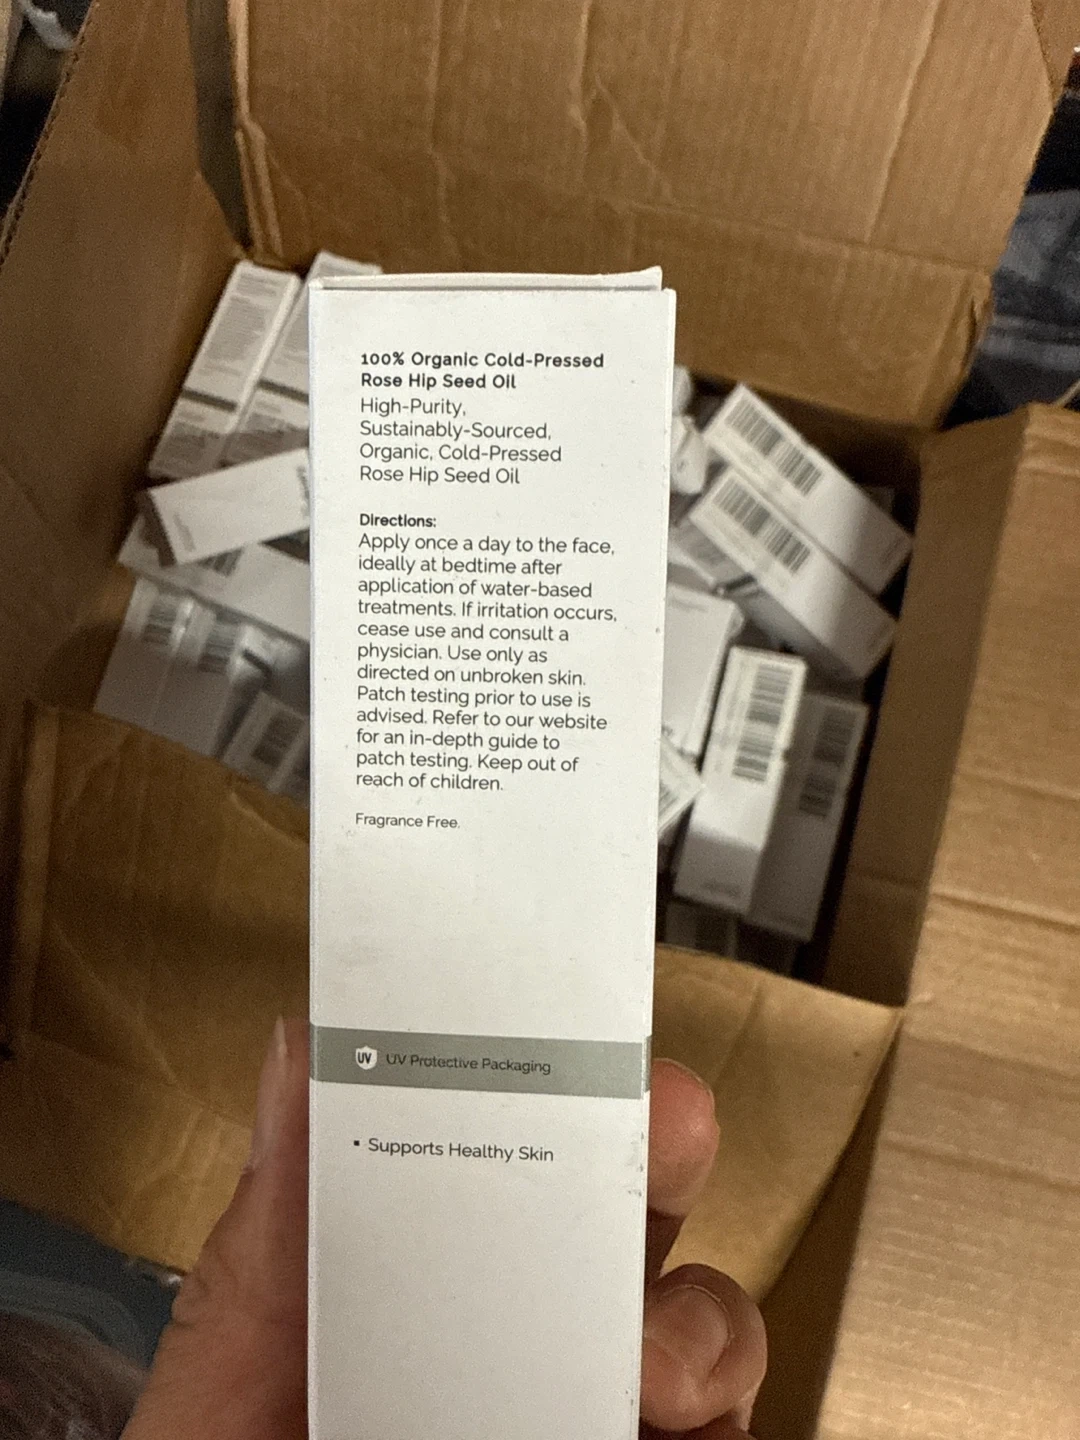 100% Organic Cold-Pressed
Rose Hip Seed Oil
High-Purity,
Sustainably-Sourced,
Organic, Cold-Pressed
Rose Hip Seed Oil
Directions:
Apply once a day to the face,
ideally at bedtime after
application of water-based
treatments. If irritation occurs,
cease use and consult a
physician. Use only as
directed on unbroken skin.
Patch testing prior to use is
advised. Refer to our website
for an in-depth guide to
patch testing. Keep out of
reach of children.
Fragrance Free.
UV UV Protective Packaging
▪ Supports Healthy Skin